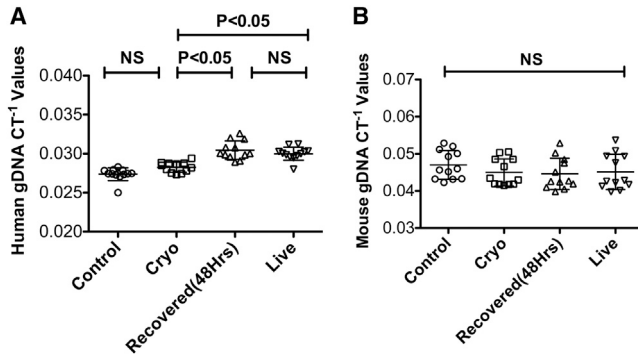 A
P<0.05
NS
P<0.05
NS
Human gDNA CT-1 Values
0.040
0.035
0.030
0.025
0.020
Control
Cryo
Recovered(48Hrs)
Live
B
NS
Mouse gDNA CT-1 Values
0.07
0.06
0.05
0.04
0.03
Control
Cryo
Recovered(48Hrs)
Live